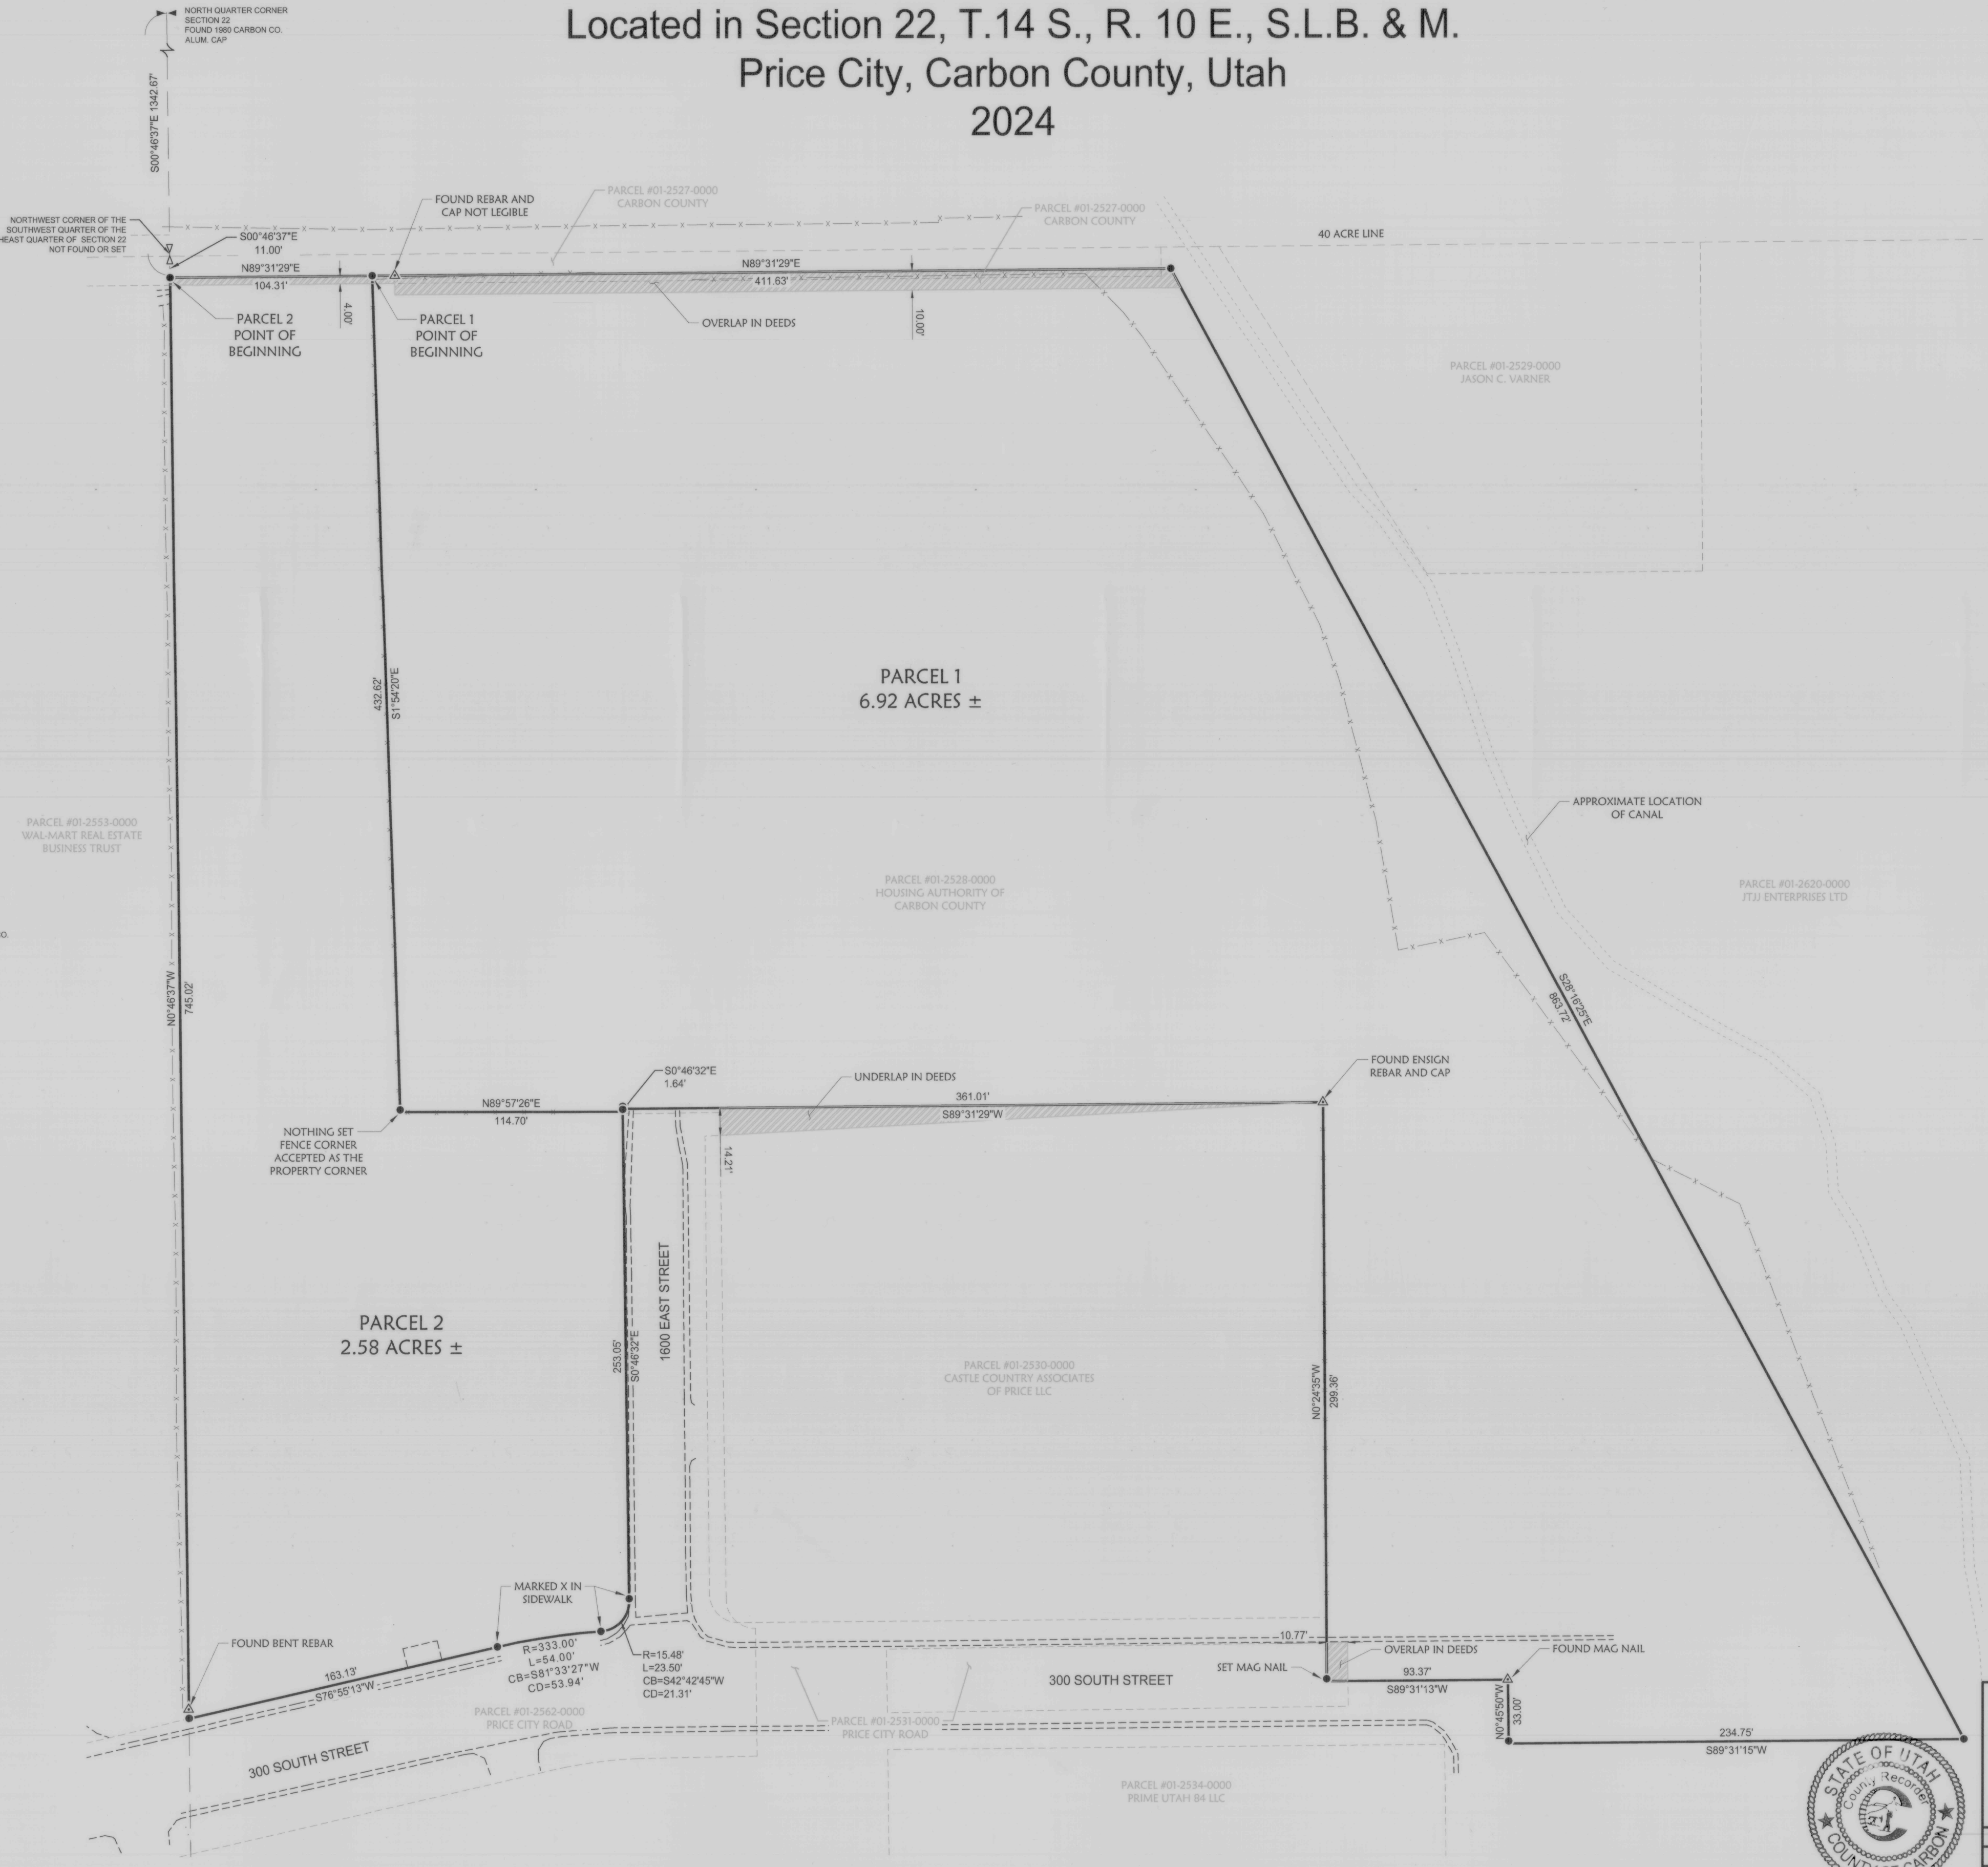 Located in Section 22, T.14 S., R. 10 E., S.L.B. & M.
Price City, Carbon County, Utah
2024
NORTH QUARTER CORNER
SECTION 22
FOUND 1980 CARBON CO.
ALUM. CAP
S00°46'37"E 1342.67'
NORTHWEST CORNER OF THE
SOUTHWEST QUARTER OF THE
QUARTER OF SECTION 22
NOT FOUND OR SET
S00°46'37"E
11.00'
FOUND REBAR AND
CAP NOT LEGIBLE
PARCEL #01-2527-0000
CARBON COUNTY
PARCEL #01-2527-0000
CARBON COUNTY
40 ACRE LINE
N89°31'29"E
104.31'
N89°31'29"E
411.63'
4.00'
10.00'
PARCEL 2
POINT OF
BEGINNING
PARCEL 1
POINT OF
BEGINNING
OVERLAP IN DEEDS
PARCEL #01-2529-0000
JASON C. VARNER
432.62'
S1°54'20"E
PARCEL 1
6.92 ACRES ±
APPROXIMATE LOCATION
OF CANAL
PARCEL #01-2553-0000
WAL-MART REAL ESTATE
BUSINESS TRUST
PARCEL #01-2528-0000
HOUSING AUTHORITY OF
CARBON COUNTY
PARCEL #01-2620-0000
JTJJ ENTERPRISES LTD
N0°46'37"W
745.02'
S28°16'25"E
863.72'
S0°46'32"E
1.64'
UNDERLAP IN DEEDS
FOUND ENSIGN
REBAR AND CAP
N89°57'26"E
114.70'
361.01'
S89°31'29"W
14.21'
NOTHING SET
FENCE CORNER
ACCEPTED AS THE
PROPERTY CORNER
PARCEL 2
2.58 ACRES ±
253.05'
S0°46'32"E
1600 EAST STREET
PARCEL #01-2530-0000
CASTLE COUNTRY ASSOCIATES
OF PRICE LLC
N0°24'35"W
299.36'
MARKED X IN
SIDEWALK
FOUND BENT REBAR
163.13'
S76°55'13"W
R=333.00'
L=54.00'
CB=S81°33'27"W
CD=53.94'
R=15.48'
L=23.50'
CB=S42°42'45"W
CD=21.31'
10.77'
OVERLAP IN DEEDS
FOUND MAG NAIL
SET MAG NAIL
93.37'
S89°31'13"W
300 SOUTH STREET
N0°45'50"W
33.00'
PARCEL #01-2562-0000
PRICE CITY ROAD
PARCEL #01-2531-0000
PRICE CITY ROAD
234.75'
S89°31'15"W
300 SOUTH STREET
PARCEL #01-2534-0000
PRIME UTAH 84 LLC
STATE OF UTAH
County Recorder
CARBON